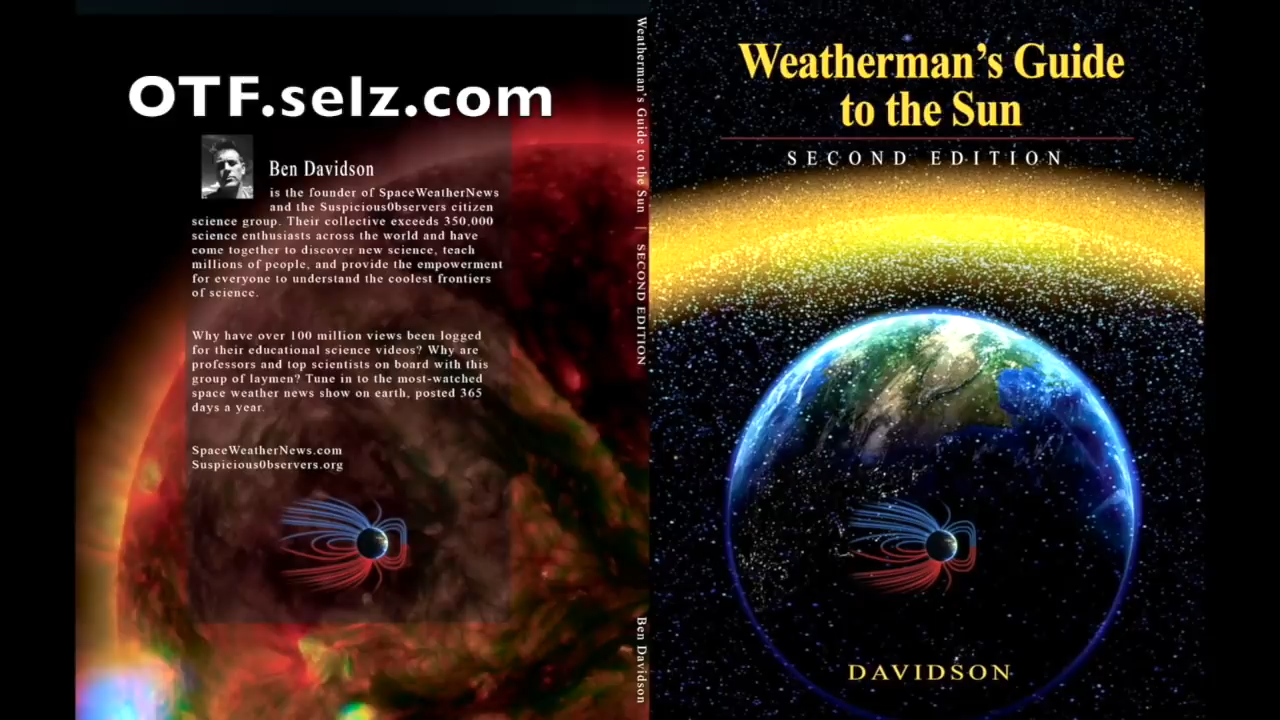 OTF.selz.com
Ben Davidson
is the founder of SpaceWeatherNews
and the Suspicious0bservers citizen
science group. Their collective exceeds 350,000
science enthusiasts across the world and have
come together to discover new science, teach
millions of people, and provide the empowerment
for everyone to understand the coolest frontiers
of science.
Why have over 100 million views been logged
for their educational science videos? Why are
professors and top scientists on board with this
group of laymen? Tune in to the most-watched
space weather news show on earth, posted 365
days a year.
SpaceWeatherNews.com
Suspicious0bservers.org
Weatherman's Guide to the Sun | SECOND EDITION
Ben Davidson
Weatherman's Guide
to the Sun
SECOND EDITION
DAVIDSON